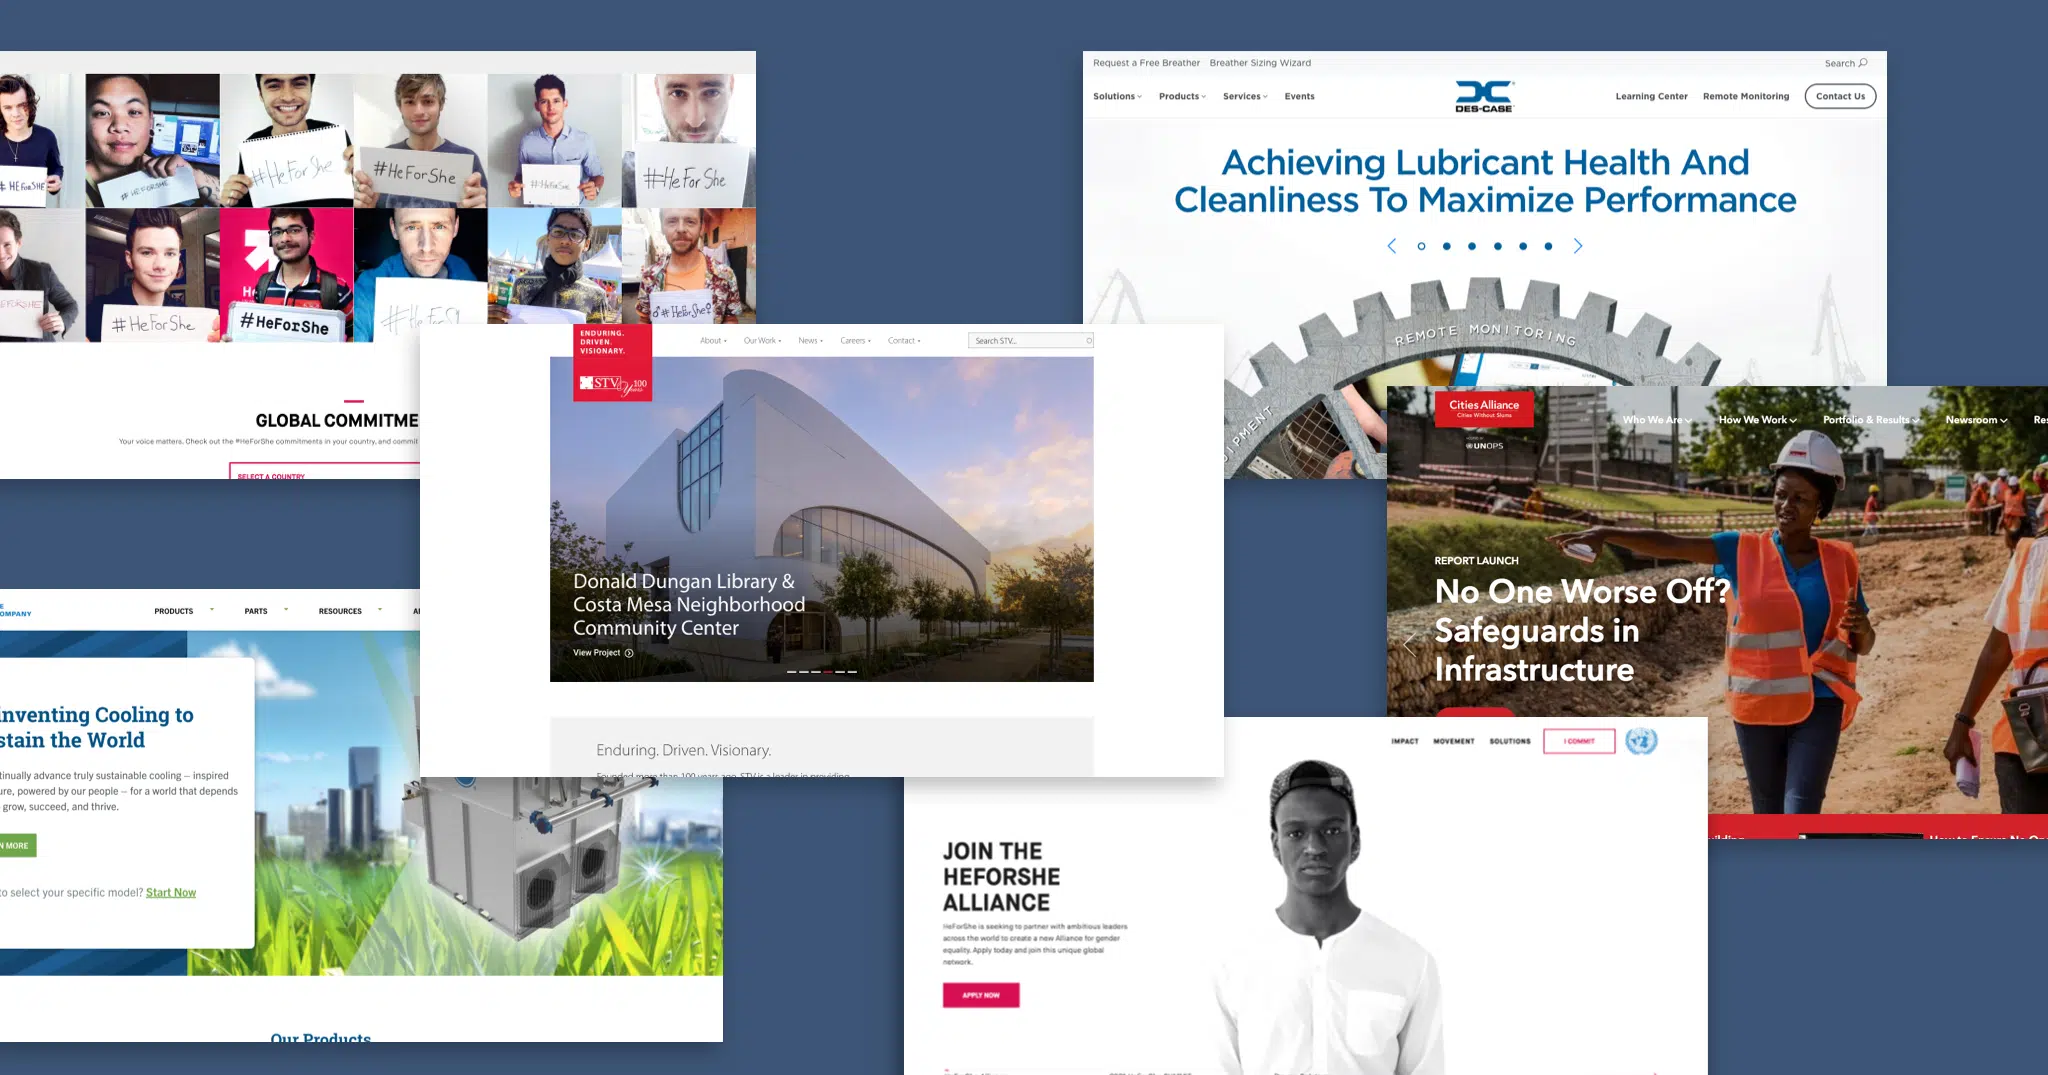 # HEFORSHE
# HEFORSHE
#HeForShe
#HeForShe
#HeForShe
#HeForShe
#HeForShe
#HeForShe
#HeForShe
#HeForShe?
GLOBAL COMMITME
Your voice matters. Check out the #HeForShe commitments in your country, and commit
SELECT A COUNTRY
Request a Free Breather
Breather Sizing Wizard
Search
Solutions
Products
Services
Events
DES-CASE
Learning Center
Remote Monitoring
Contact Us
Achieving Lubricant Health And
Cleanliness To Maximize Performance
REMOTE MONITORING
ENDURING.
DRIVEN.
VISIONARY.
STV
100
Years
About
Our Work
News
Careers
Contact
Search STV...
Donald Dungan Library &
Costa Mesa Neighborhood
Community Center
View Project
Enduring. Driven. Visionary.
Founded more than 100 years ago, STV is a leader in providing
Cities Alliance
Cities Without Slums
UNOPS
Who We Are
How We Work
Portfolio & Results
Newsroom
Res
REPORT LAUNCH
No One Worse Off?
Safeguards in
Infrastructure
How to Ensure No One
OMPANY
PRODUCTS
PARTS
RESOURCES
inventing Cooling to
stain the World
tinually advance truly sustainable cooling – inspired
ure, powered by our people – for a world that depends
grow, succeed, and thrive.
N MORE
to select your specific model? Start Now
Our Products
IMPACT
MOVEMENT
SOLUTIONS
I COMMIT
JOIN THE
HEFORSHE
ALLIANCE
HeForShe is seeking to partner with ambitious leaders
across the world to create a new Alliance for gender
equality. Apply today and join this unique global
network.
APPLY NOW